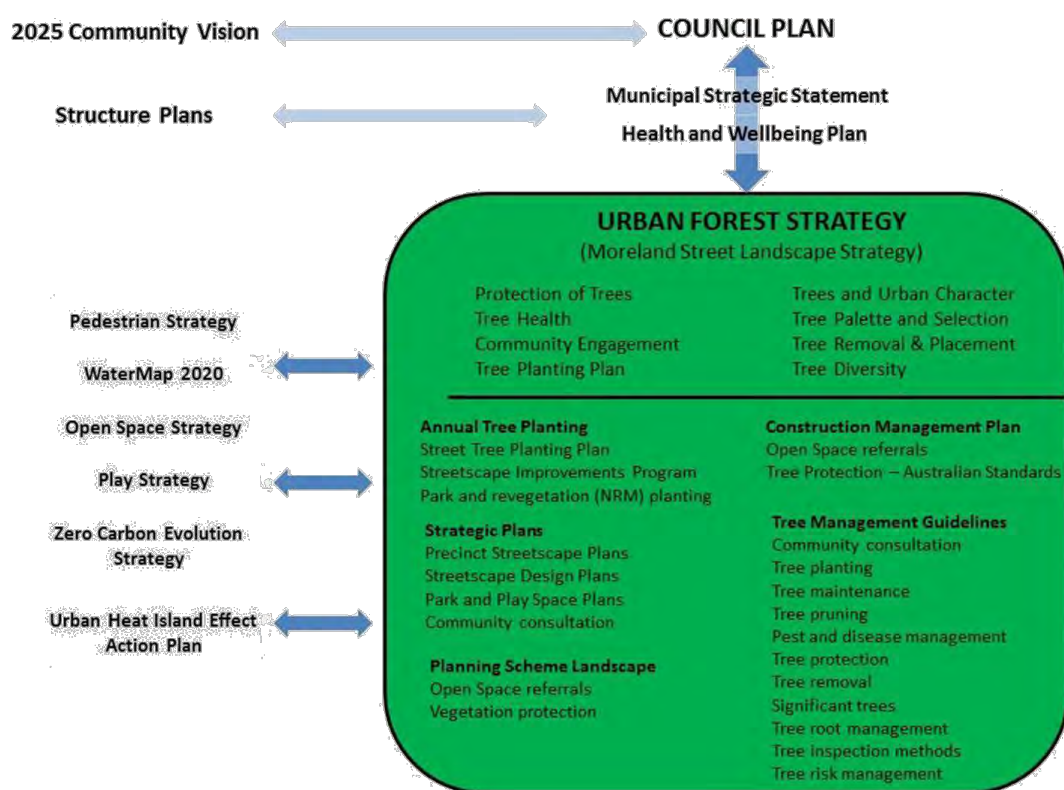 2025 Community Vision
COUNCIL PLAN
Structure Plans
Municipal Strategic Statement
Health and Wellbeing Plan
Pedestrian Strategy
WaterMap 2020
Open Space Strategy
Play Strategy
Zero Carbon Evolution
Strategy
Urban Heat Island Effect
Action Plan
URBAN FOREST STRATEGY
(Moreland Street Landscape Strategy)
Protection of Trees
Tree Health
Community Engagement
Tree Planting Plan
Trees and Urban Character
Tree Palette and Selection
Tree Removal & Placement
Tree Diversity
Annual Tree Planting
Street Tree Planting Plan
Streetscape Improvements Program
Park and revegetation (NRM) planting
Strategic Plans
Precinct Streetscape Plans
Streetscape Design Plans
Park and Play Space Plans
Community consultation
Planning Scheme Landscape
Open Space referrals
Vegetation protection
Construction Management Plan
Open Space referrals
Tree Protection – Australian Standards
Tree Management Guidelines
Community consultation
Tree planting
Tree maintenance
Tree pruning
Pest and disease management
Tree protection
Tree removal
Significant trees
Tree root management
Tree inspection methods
Tree risk management